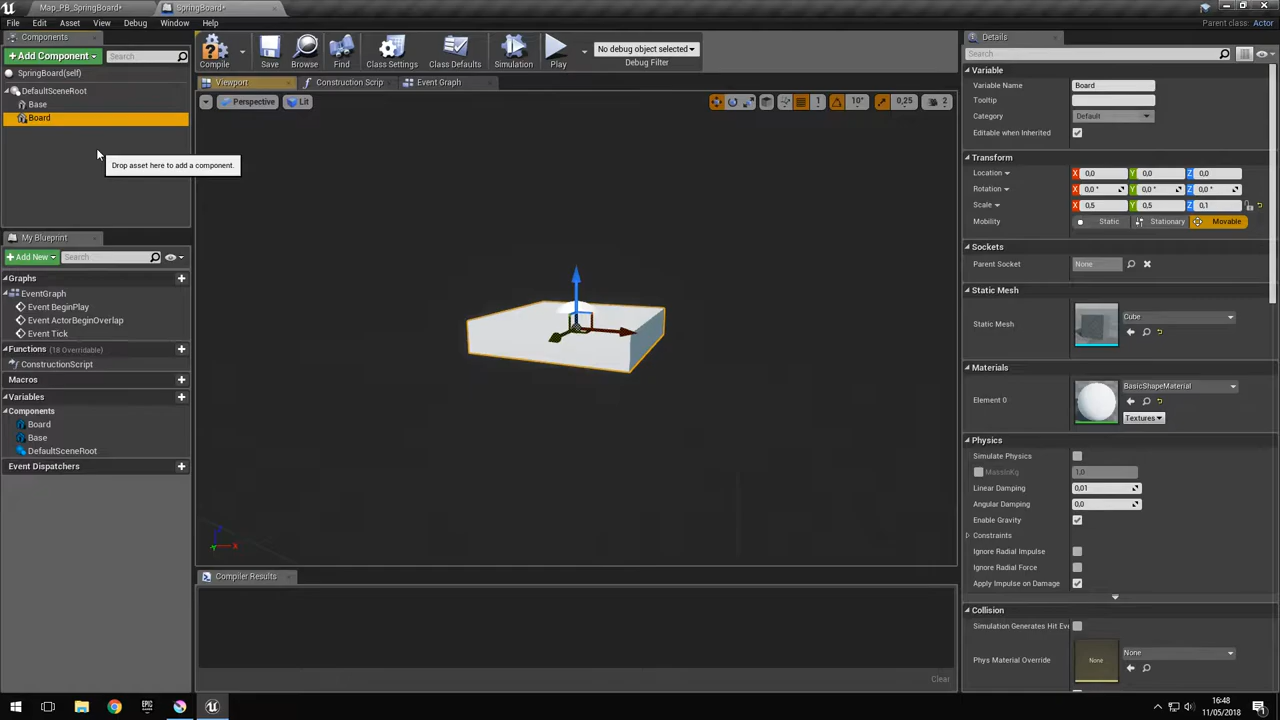 Map_PB_SpringBoard*
SpringBoard*
File Edit Asset View Debug Window Help
Parent class: Actor
Components
+ Add Component
Search
SpringBoard(self)
DefaultSceneRoot
Base
Board
Drop asset here to add a component.
My Blueprint
+ Add New
Search
Graphs
EventGraph
Event BeginPlay
Event ActorBeginOverlap
Event Tick
Functions (18 Overridable)
ConstructionScript
Macros
Variables
Components
Board
Base
DefaultSceneRoot
Event Dispatchers
Compile
Save
Browse
Find
Class Settings
Class Defaults
Simulation
Play
No debug object selected
Debug Filter
Viewport
Construction Scrip
Event Graph
Perspective
Lit
1
10°
0,25
2
Compiler Results
Clear
Details
Search
Variable
Variable Name Board
Tooltip
Category Default
Editable when Inherited
Transform
Location X 0,0 Y 0,0 Z 0,0
Rotation X 0,0 ° Y 0,0 ° Z 0,0 °
Scale X 0,5 Y 0,5 Z 0,1
Mobility Static Stationary Movable
Sockets
Parent Socket None
Static Mesh
Static Mesh Cube
Materials
Element 0 BasicShapeMaterial
Textures
Physics
Simulate Physics
MassInKg 1,0
Linear Damping 0,01
Angular Damping 0,0
Enable Gravity
Constraints
Ignore Radial Impulse
Ignore Radial Force
Apply Impulse on Damage
Collision
Simulation Generates Hit Eve
Phys Material Override None None
16:48
11/05/2018